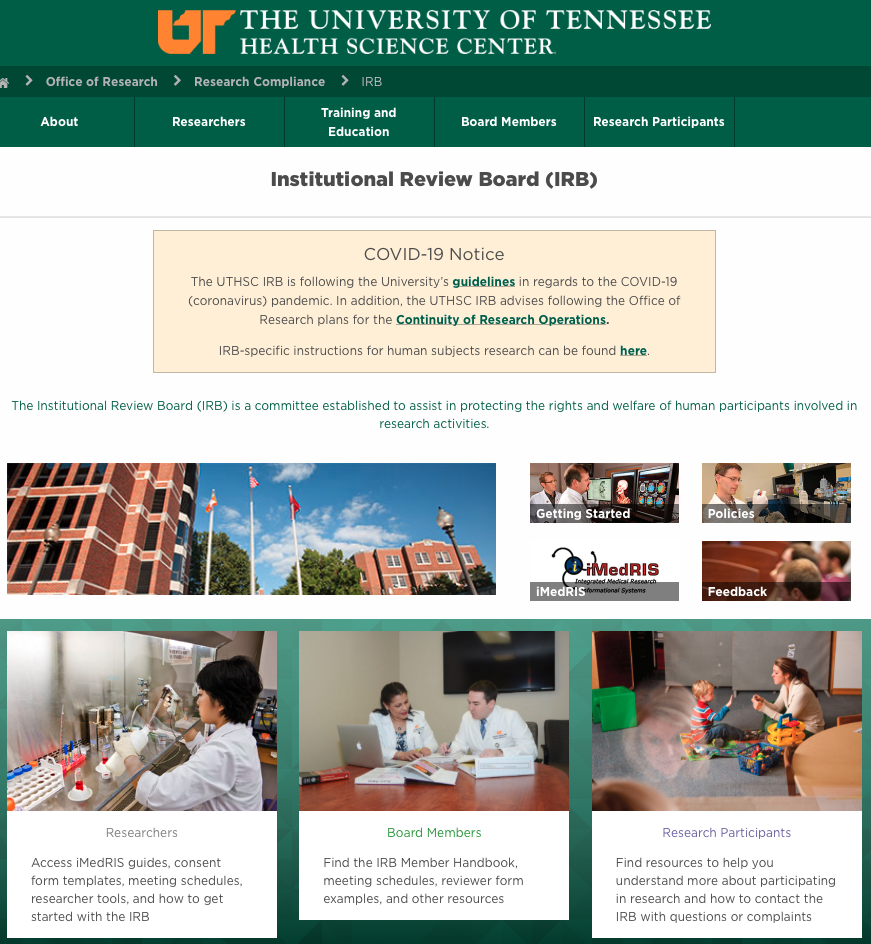 THE UNIVERSITY OF TENNESSEE
HEALTH SCIENCE CENTER
Office of Research
Research Compliance
IRB
About
Researchers
Training and
Education
Board Members
Research Participants
Institutional Review Board (IRB)
COVID-19 Notice
The UTHSC IRB is following the University’s guidelines in regards to the COVID-19
(coronavirus) pandemic. In addition, the UTHSC IRB advises following the Office of
Research plans for the Continuity of Research Operations.
IRB-specific instructions for human subjects research can be found here.
The Institutional Review Board (IRB) is a committee established to assist in protecting the rights and welfare of human participants involved in
research activities.
Getting Started
Policies
iMedRIS
Integrated Medical Research
Informational Systems
iMedRIS
Feedback
Researchers
Access iMedRIS guides, consent
form templates, meeting schedules,
researcher tools, and how to get
started with the IRB
Board Members
Find the IRB Member Handbook,
meeting schedules, reviewer form
examples, and other resources
Research Participants
Find resources to help you
understand more about participating
in research and how to contact the
IRB with questions or complaints